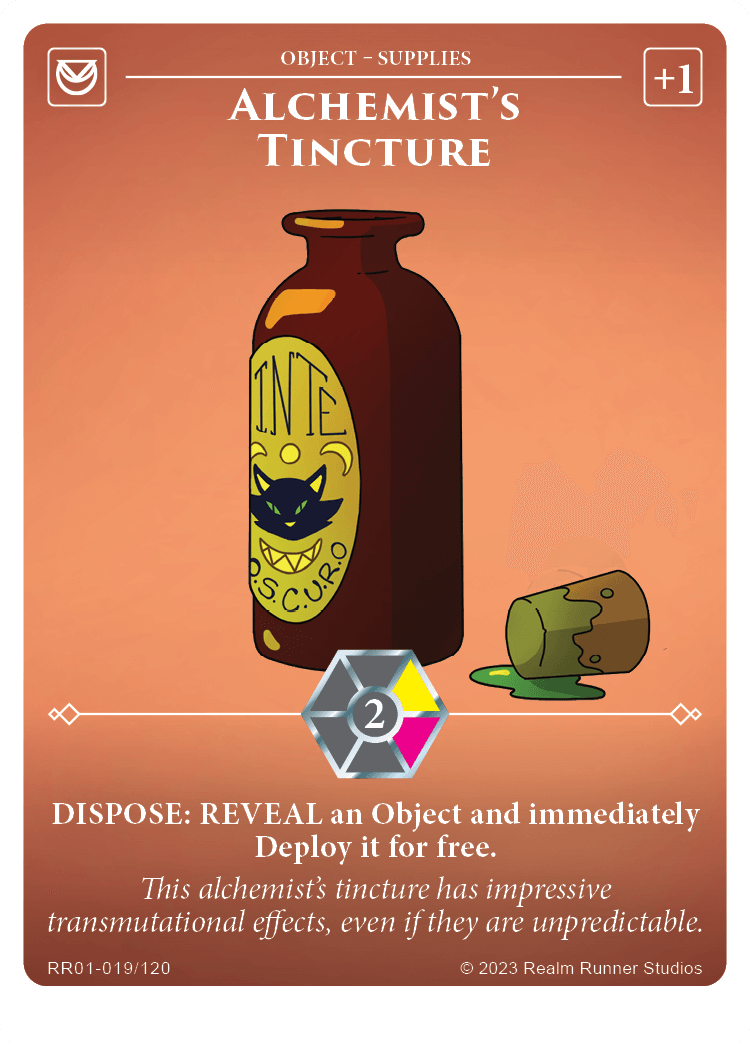 OBJECT – SUPPLIES
+1
ALCHEMIST’S
TINCTURE
INTE
O.S.C.U.R.O
2
DISPOSE: REVEAL an Object and immediately
Deploy it for free.
This alchemist’s tincture has impressive
transmutational effects, even if they are unpredictable.
RR01-019/120
© 2023 Realm Runner Studios